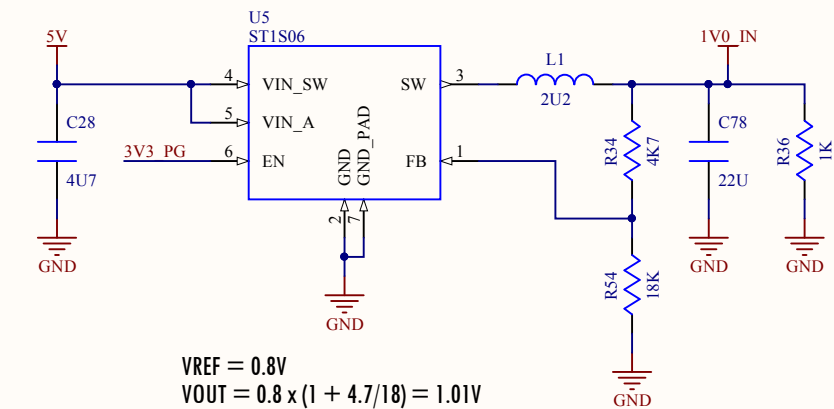 U5
ST1S06
5V
1V0_IN
4
VIN_SW
SW
3
L1
2U2
5
VIN_A
C28
4U7
3V3_PG
6
EN
GND
GND_PAD
FB
1
R34
4K7
C78
22U
R36
1K
2
7
GND
GND
GND
GND
R54
18K
GND
VREF = 0.8V
VOUT = 0.8 x (1 + 4.7/18) = 1.01V